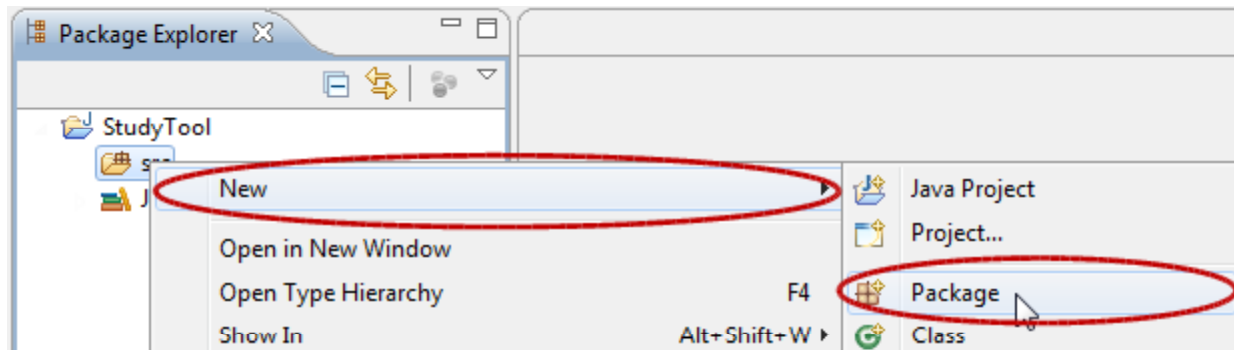 Package Explorer
StudyTool
src
New
Java Project
Project...
Open in New Window
Open Type Hierarchy F4
Package
Show In Alt+Shift+W
Class